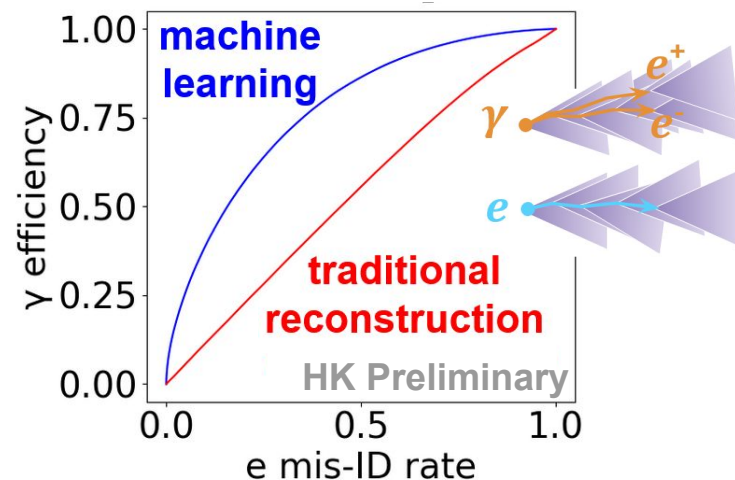 machine
learning
1.00
0.75
0.50
0.25
0.00
γ efficiency
traditional
reconstruction
HK Preliminary
0.0 0.5 1.0
e mis-ID rate
γ
e⁺
e⁻
e